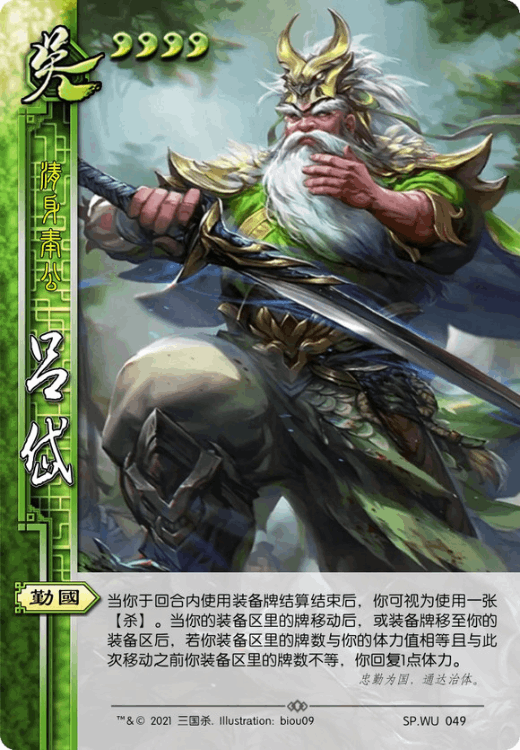 吴
清身奉公
吕岱
勤國
当你于回合内使用装备牌结算结束后，你可视为使用一张
【杀】。当你的装备区里的牌移动后，或装备牌移至你的
装备区后，若你装备区里的牌数与你的体力值相等且与此
次移动之前你装备区里的牌数不等，你回复1点体力。
忠勤为国，通达治体。
™&© 2021 三国杀. Illustration: biou09
SP.WU 049